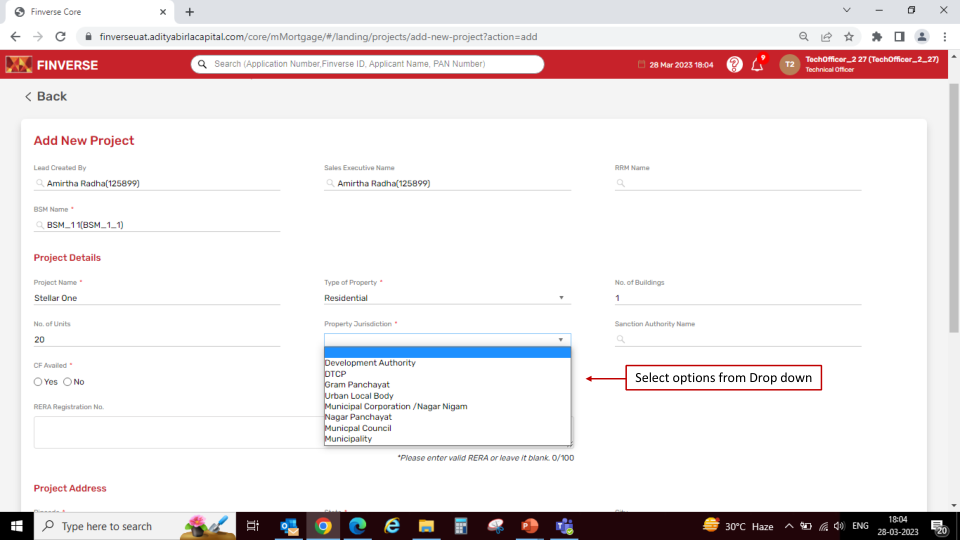 Finverse Core
finverseuat.adityabirlacapital.com/core/mMortgage/#/landing/projects/add-new-project?action=add
FINVERSE
Search (Application Number,Finverse ID, Applicant Name, PAN Number)
28 Mar 2023 18:04
T2
TechOfficer_2 27 (TechOfficer_2_27)
Technical Officer
Back
Add New Project
Lead Created By
Sales Executive Name
RRM Name
Amirtha Radha(125899)
Amirtha Radha(125899)
BSM Name *
BSM_1 1(BSM_1_1)
Project Details
Project Name *
Type of Property *
No. of Buildings
Stellar One
Residential
1
No. of Units
Property Jurisdiction *
Sanction Authority Name
20
CF Availed *
Yes
No
Development Authority
DTCP
Gram Panchayat
Urban Local Body
Municipal Corporation /Nagar Nigam
Nagar Panchayat
Municpal Council
Municipality
Select options from Drop down
RERA Registration No.
*Please enter valid RERA or leave it blank. 0/100
Project Address
Type here to search
30°C Haze
ENG
18:04
28-03-2023
20